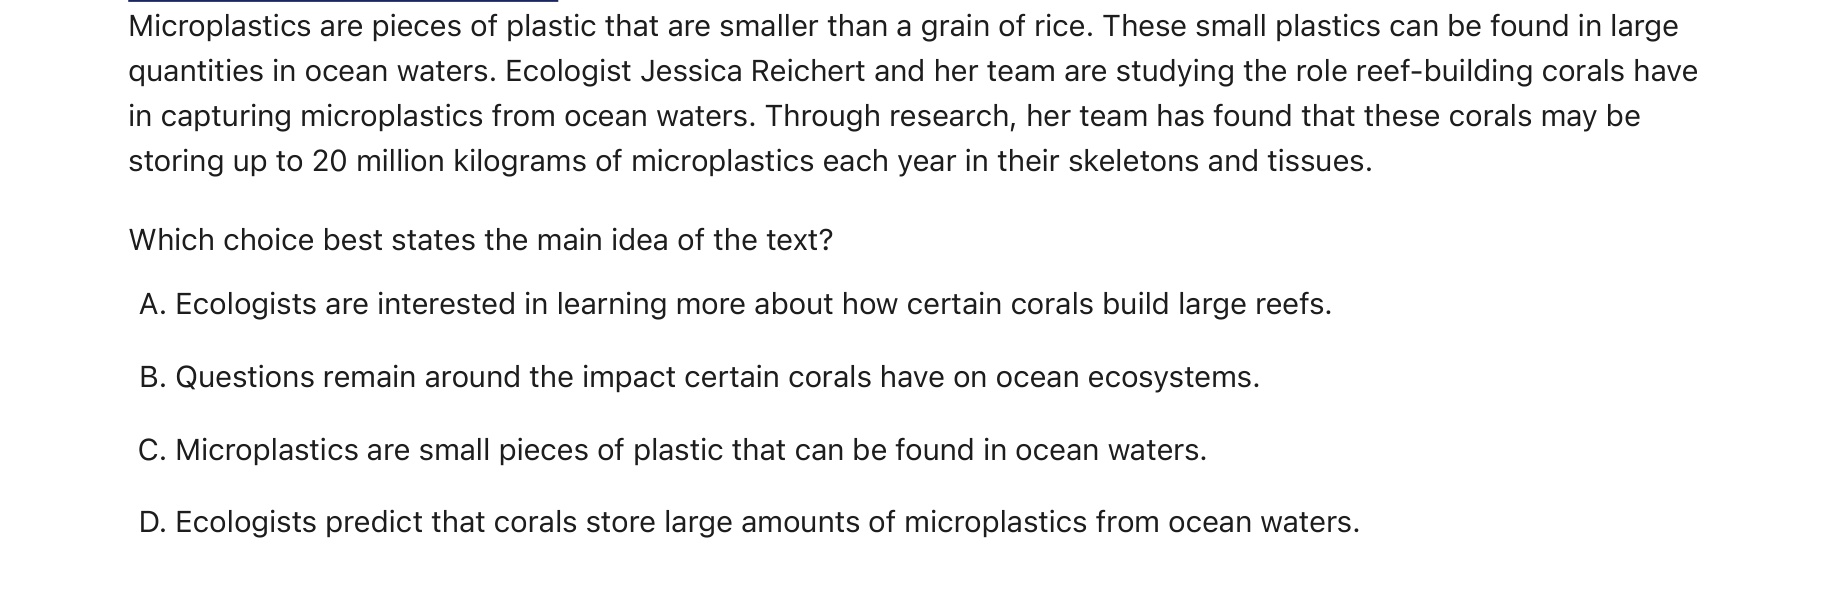 Microplastics are pieces of plastic that are smaller than a grain of rice. These small plastics can be found in large
quantities in ocean waters. Ecologist Jessica Reichert and her team are studying the role reef-building corals have
in capturing microplastics from ocean waters. Through research, her team has found that these corals may be
storing up to 20 million kilograms of microplastics each year in their skeletons and tissues.
Which choice best states the main idea of the text?
A. Ecologists are interested in learning more about how certain corals build large reefs.
B. Questions remain around the impact certain corals have on ocean ecosystems.
C. Microplastics are small pieces of plastic that can be found in ocean waters.
D. Ecologists predict that corals store large amounts of microplastics from ocean waters.